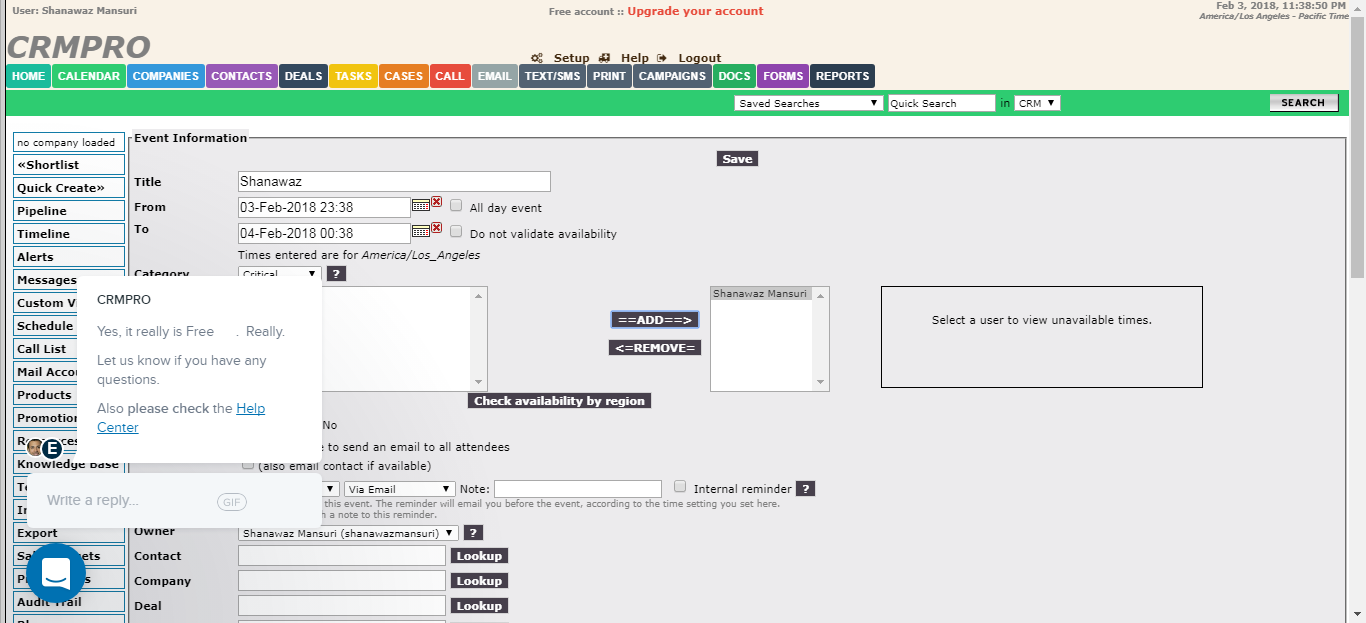 User: Shanawaz Mansuri
Free account :: Upgrade your account
Feb 3, 2018, 11:38:50 PM
America/Los Angeles - Pacific Time
CRMPRO
Setup Help Logout
HOME CALENDAR COMPANIES CONTACTS DEALS TASKS CASES CALL EMAIL TEXT/SMS PRINT CAMPAIGNS DOCS FORMS REPORTS
Saved Searches Quick Search in CRM SEARCH
no company loaded
«Shortlist
Quick Create»
Pipeline
Timeline
Alerts
Messages
Custom V
Schedule
Call List
Mail Acco
Products
Promotion
Knowledge Base
Export
Audit Trail
Event Information
Save
Title Shanawaz
From 03-Feb-2018 23:38 All day event
To 04-Feb-2018 00:38 Do not validate availability
Times entered are for America/Los_Angeles
Category Critical ?
==ADD==>
<=REMOVE=
Shanawaz Mansuri
Select a user to view unavailable times.
Check availability by region
No
e to send an email to all attendees
(also email contact if available)
Via Email Note: Internal reminder ?
this event. The reminder will email you before the event, according to the time setting you set here.
a note to this reminder.
Owner Shanawaz Mansuri (shanawazmansuri) ?
Contact Lookup
Company Lookup
Deal Lookup
CRMPRO
Yes, it really is Free . Really.
Let us know if you have any
questions.
Also please check the Help
Center
E
Write a reply...
GIF